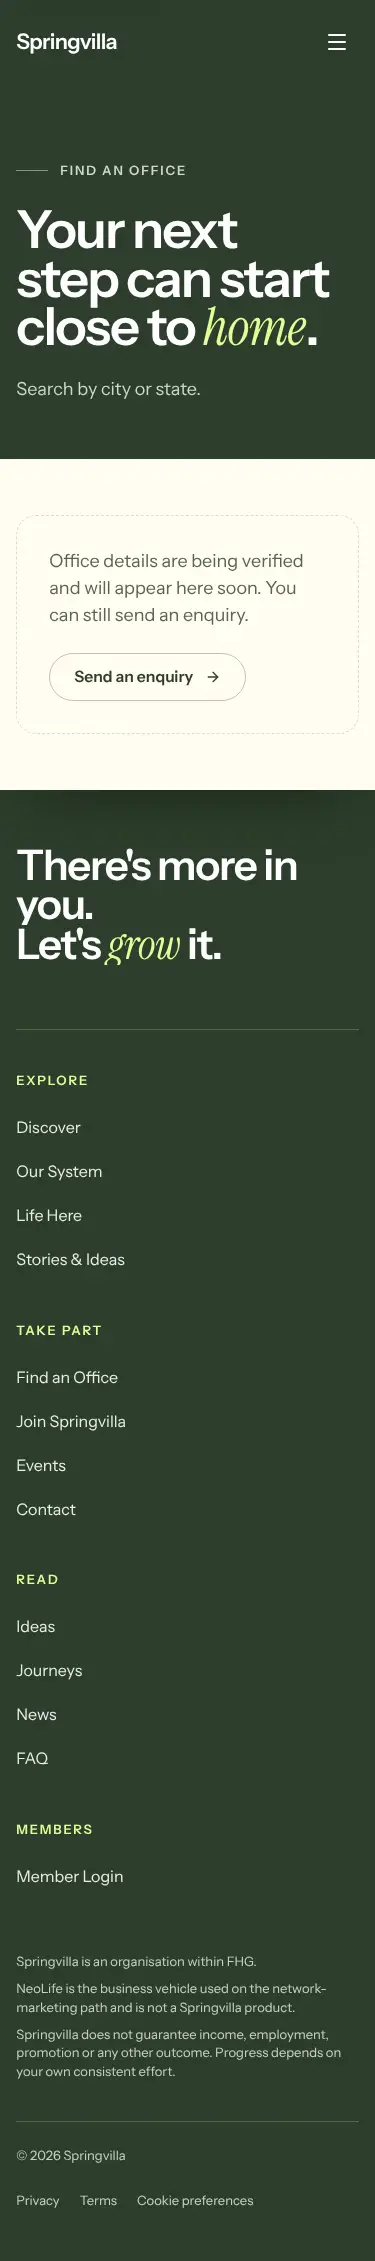 Springvilla
FIND AN OFFICE
Your next
step can start
close to home.
Search by city or state.
Office details are being verified
and will appear here soon. You
can still send an enquiry.
Send an enquiry →
There's more in
you.
Let's grow it.
EXPLORE
Discover
Our System
Life Here
Stories & Ideas
TAKE PART
Find an Office
Join Springvilla
Events
Contact
READ
Ideas
Journeys
News
FAQ
MEMBERS
Member Login
Springvilla is an organisation within FHG.
NeoLife is the business vehicle used on the network-
marketing path and is not a Springvilla product.
Springvilla does not guarantee income, employment,
promotion or any other outcome. Progress depends on
your own consistent effort.
© 2026 Springvilla
Privacy Terms Cookie preferences